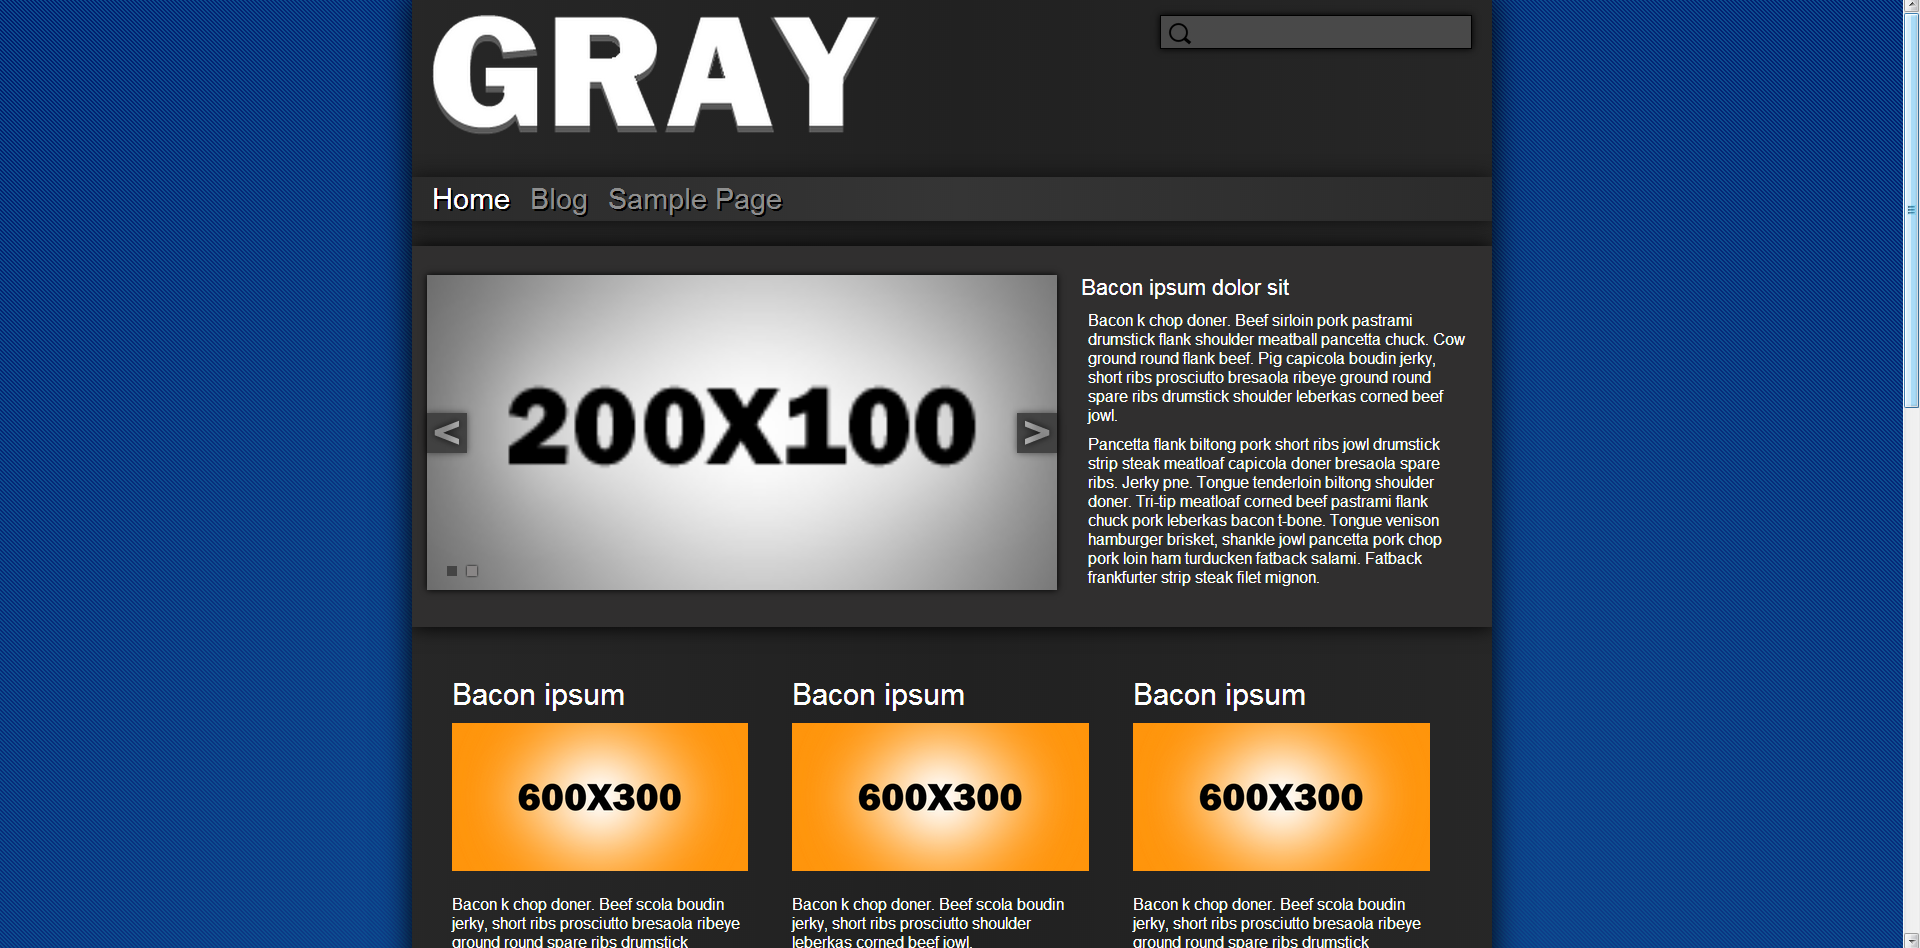 GRAY
Home Blog Sample Page
200X100
< >
Bacon ipsum dolor sit
Bacon k chop doner. Beef sirloin pork pastrami
drumstick flank shoulder meatball pancetta chuck. Cow
ground round flank beef. Pig capicola boudin jerky,
short ribs prosciutto bresaola ribeye ground round
spare ribs drumstick shoulder leberkas corned beef
jowl.
Pancetta flank biltong pork short ribs jowl drumstick
strip steak meatloaf capicola doner bresaola spare
ribs. Jerky pne. Tongue tenderloin biltong shoulder
doner. Tri-tip meatloaf corned beef pastrami flank
chuck pork leberkas bacon t-bone. Tongue venison
hamburger brisket, shankle jowl pancetta pork chop
pork loin ham turducken fatback salami. Fatback
frankfurter strip steak filet mignon.
Bacon ipsum
600X300
Bacon k chop doner. Beef scola boudin
jerky, short ribs prosciutto bresaola ribeye
ground round spare ribs drumstick
Bacon ipsum
600X300
Bacon k chop doner. Beef scola boudin
jerky, short ribs prosciutto shoulder
leberkas corned beef jowl.
Bacon ipsum
600X300
Bacon k chop doner. Beef scola boudin
jerky, short ribs prosciutto bresaola ribeye
ground round spare ribs drumstick